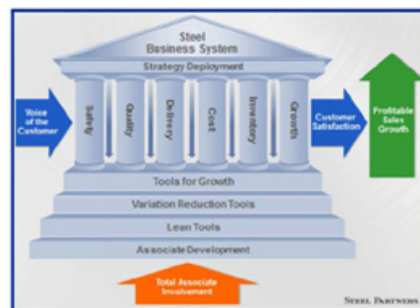 Steel
Business System
Strategy Deployment
Voice
of the
Customer
Safety
Quality
Delivery
Cost
Inventory
Growth
Customer
Satisfaction
Profitable
Sales
Growth
Tools for Growth
Variation Reduction Tools
Lean Tools
Associate Development
Total Associate
Involvement
STEEL PARTNERS